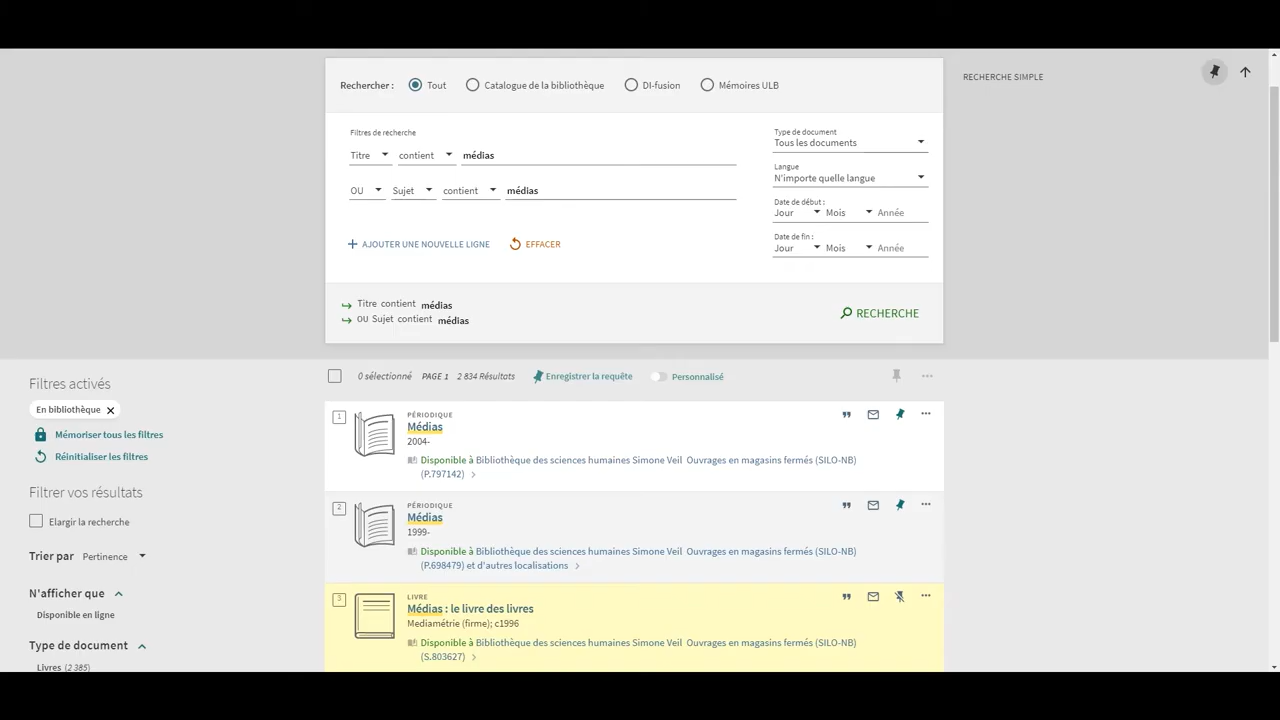 Rechercher : Tout Catalogue de la bibliothèque DI-fusion Mémoires ULB
RECHERCHE SIMPLE
Filtres de recherche
Titre contient médias
OU Sujet contient médias
AJOUTER UNE NOUVELLE LIGNE EFFACER
Type de document
Tous les documents
Langue
N'importe quelle langue
Date de début :
Jour Mois Année
Date de fin :
Jour Mois Année
Titre contient médias
OU Sujet contient médias
RECHERCHE
Filtres activés
En bibliothèque
Mémoriser tous les filtres
Réinitialiser les filtres
Filtrer vos résultats
Elargir la recherche
Trier par Pertinence
N'afficher que
Disponible en ligne
Type de document
Livres (2 385)
0 sélectionné PAGE 1 2 834 Résultats Enregistrer la requête Personnalisé
1
PÉRIODIQUE
Médias
2004-
Disponible à Bibliothèque des sciences humaines Simone Veil Ouvrages en magasins fermés (SILO-NB)
(P.797142)
2
PÉRIODIQUE
Médias
1999-
Disponible à Bibliothèque des sciences humaines Simone Veil Ouvrages en magasins fermés (SILO-NB)
(P.698479) et d'autres localisations
3
LIVRE
Médias : le livre des livres
Mediamétrie (firme); c1996
Disponible à Bibliothèque des sciences humaines Simone Veil Ouvrages en magasins fermés (SILO-NB)
(S.803627)